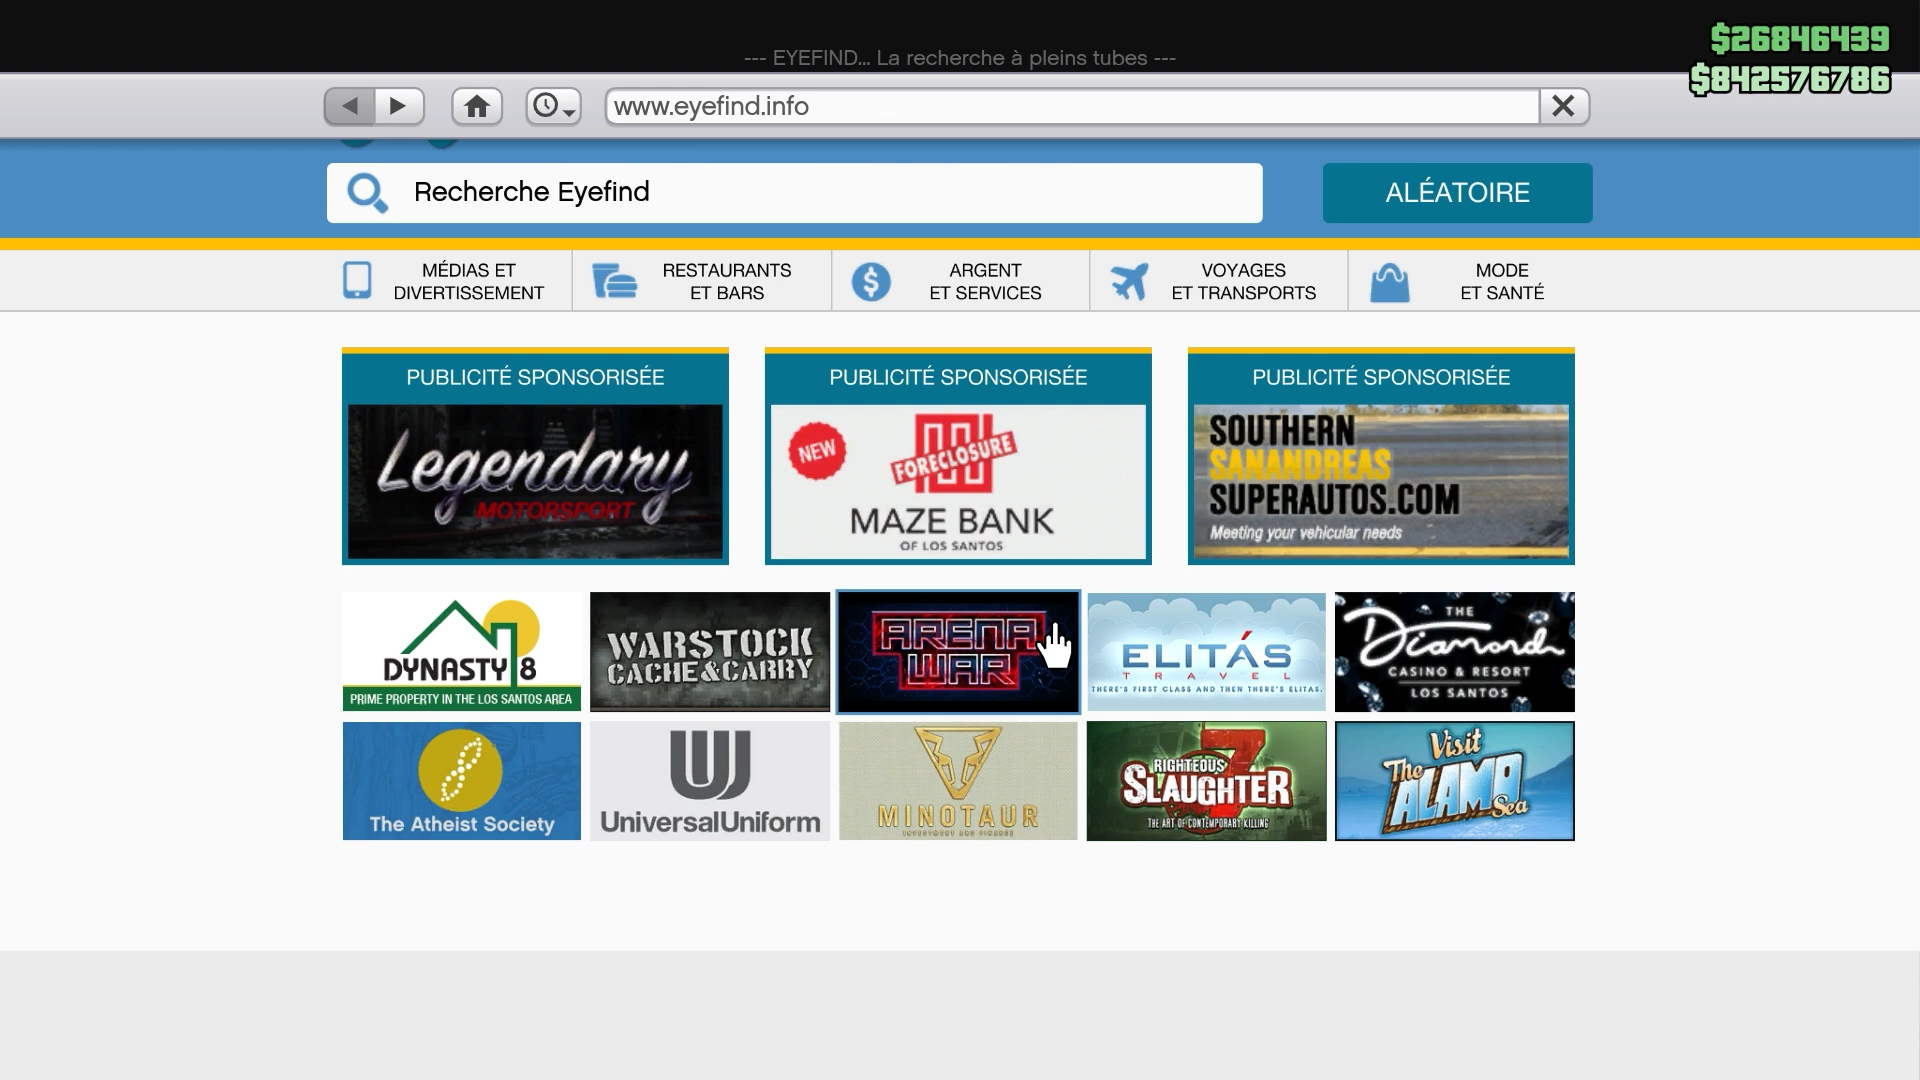 --- EYEFIND... La recherche à pleins tubes ---
$26846439
$842576786
www.eyefind.info
Recherche Eyefind
ALÉATOIRE
MÉDIAS ET
DIVERTISSEMENT
RESTAURANTS
ET BARS
ARGENT
ET SERVICES
VOYAGES
ET TRANSPORTS
MODE
ET SANTÉ
PUBLICITÉ SPONSORISÉE
Legendary
MOTORSPORT
PUBLICITÉ SPONSORISÉE
NEW
FORECLOSURE
MAZE BANK
OF LOS SANTOS
PUBLICITÉ SPONSORISÉE
SOUTHERN
SANANDREAS
SUPERAUTOS.COM
Meeting your vehicular needs
DYNASTY 8
PRIME PROPERTY IN THE LOS SANTOS AREA
WARSTOCK
CACHE&CARRY
ARENA
WAR
ELITÁS
TRAVEL
THERE'S FIRST CLASS AND THEN THERE'S ELITAS.
THE
Diamond
CASINO & RESORT
LOS SANTOS
The Atheist Society
UniversalUniform
MINOTAUR
INVESTMENT AND FINANCE
RIGHTEOUS
SLAUGHTER
7
THE ART OF CONTEMPORARY KILLING
Visit
The
ALAMO
Sea